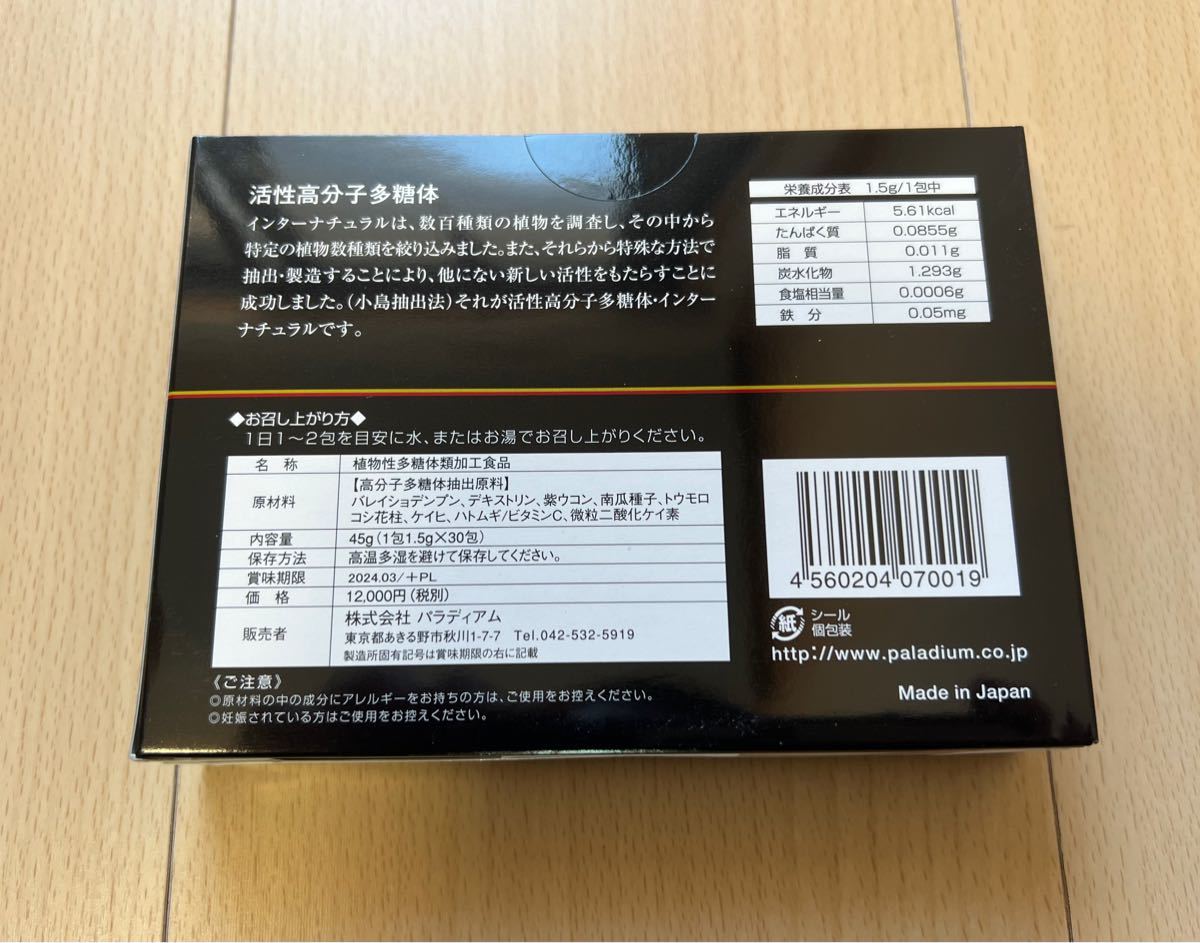 活性高分子多糖体
インターナチュラルは、数百種類の植物を調査し、その中から
特定の植物数種類を絞り込みました。また、それらから特殊な方法で
抽出・製造することにより、他にない新しい活性をもたらすことに
成功しました。(小島抽出法)それが活性高分子多糖体・インター
ナチュラルです。
栄養成分表 1.5g/1包中
エネルギー 5.61kcal
たんぱく質 0.0855g
脂 質 0.011g
炭水化物 1.293g
食塩相当量 0.0006g
鉄 分 0.05mg
◆お召し上がり方◆
1日1〜2包を目安に水、またはお湯でお召し上がりください。
名 称 植物性多糖体類加工食品
原材料 【高分子多糖体抽出原料】
バレイショデンプン、デキストリン、紫ウコン、南瓜種子、トウモロ
コシ花柱、ケイヒ、ハトムギ/ビタミンC、微粒二酸化ケイ素
内容量 45g(1包1.5g×30包)
保存方法 高温多湿を避けて保存してください。
賞味期限 2024.03/+PL
価 格 12,000円(税別)
販売者 株式会社 パラディアム
東京都あきる野市秋川1-7-7 Tel.042-532-5919
製造所固有記号は賞味期限の右に記載
《ご注意》
◎原材料の中の成分にアレルギーをお持ちの方は、ご使用をお控えください。
◎妊娠されている方はご使用をお控えください。
4 560204 070019
紙 シール
個包装
http://www.paladium.co.jp
Made in Japan